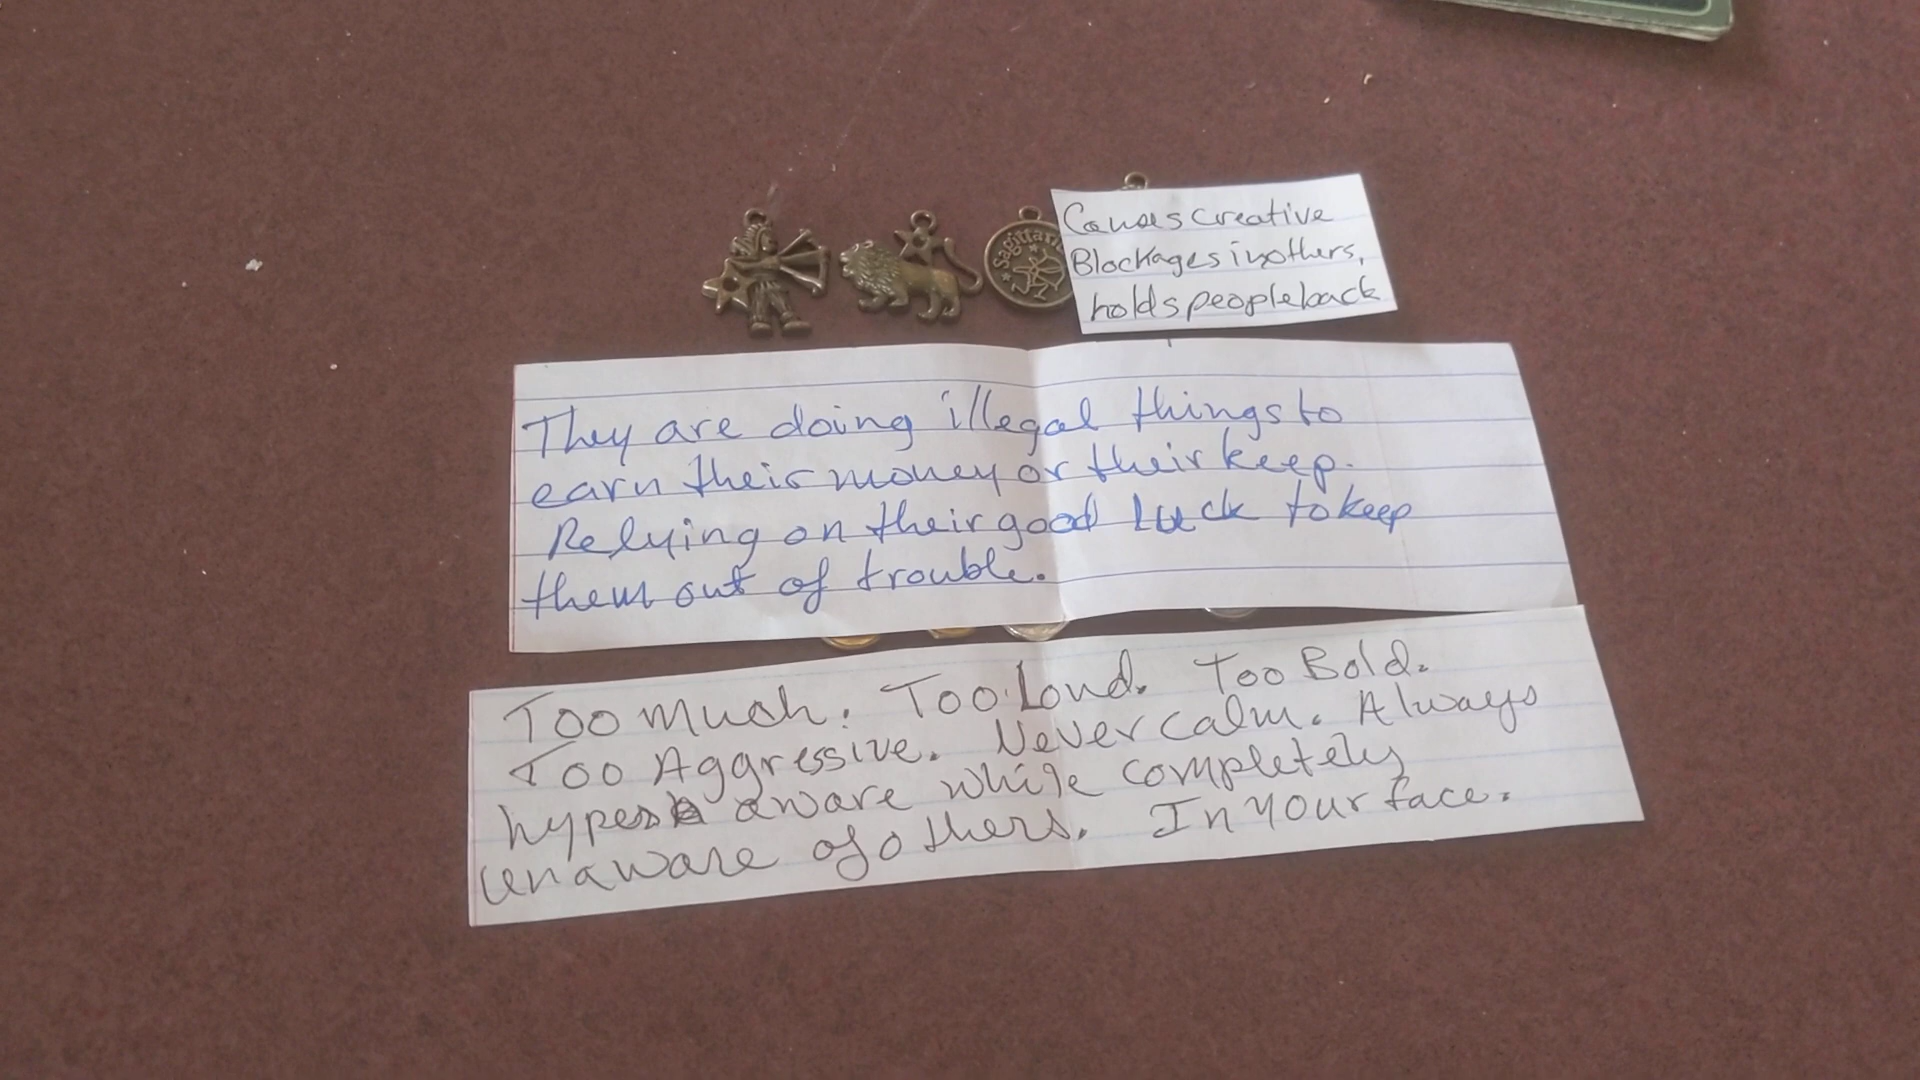 Sagittari
Causes creative
Blockages in others,
holds people back
They are doing illegal things to
earn their money or their keep.
Relying on their good luck to keep
them out of trouble.
Too much. Too Loud. Too Bold.
Too Aggressive. Never calm. Always
hyper aware while completely
unaware of others. In your face.